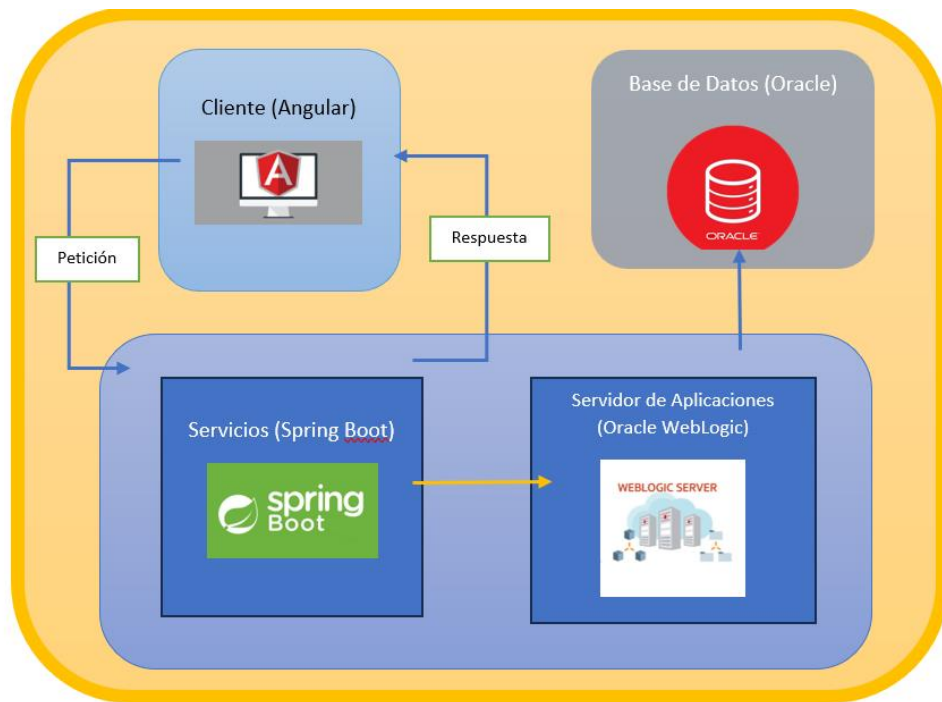 Cliente (Angular)
A
Base de Datos (Oracle)
ORACLE
Petición
Respuesta
Servicios (Spring Boot)
spring
Boot
Servidor de Aplicaciones
(Oracle WebLogic)
WEBLOGIC SERVER